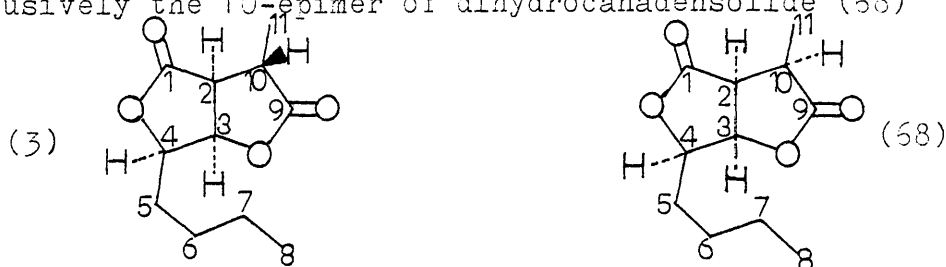 usively the 10-epimer of dihydrocanadensolide (68)
11 11
O H H O H H
1 2 10 1 2 10
O 9 O O 9 O
(3) 4 3 4 3 (68)
H O H O
H H
5 7 5 7
6 8 6 8